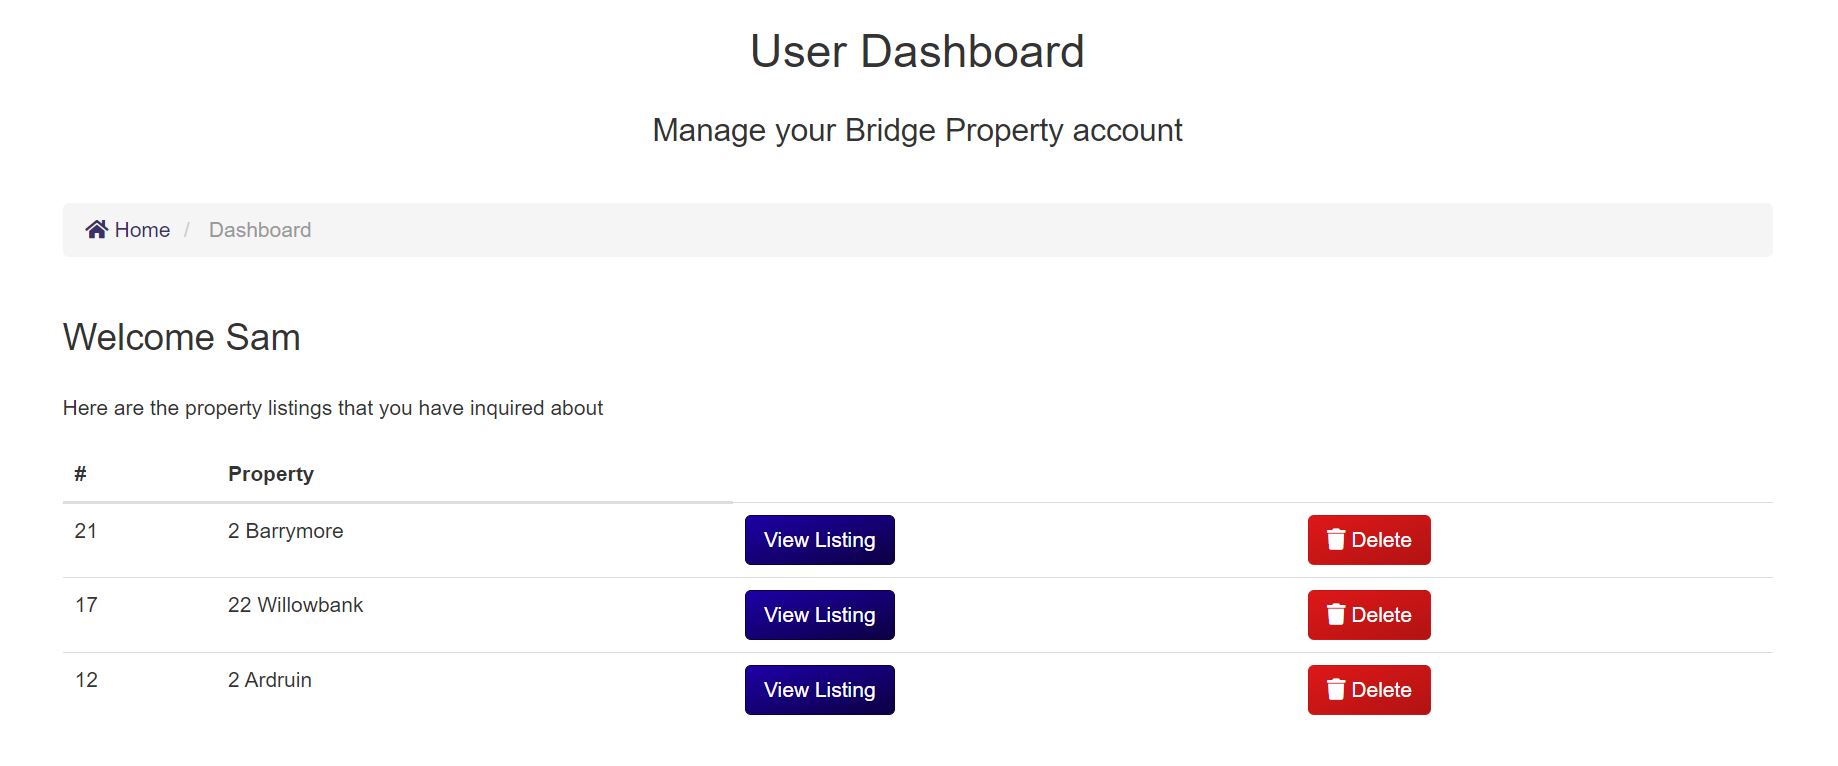 User Dashboard
Manage your Bridge Property account
Home / Dashboard
Welcome Sam
Here are the property listings that you have inquired about
# Property
21 2 Barrymore View Listing Delete
17 22 Willowbank View Listing Delete
12 2 Ardruin View Listing Delete